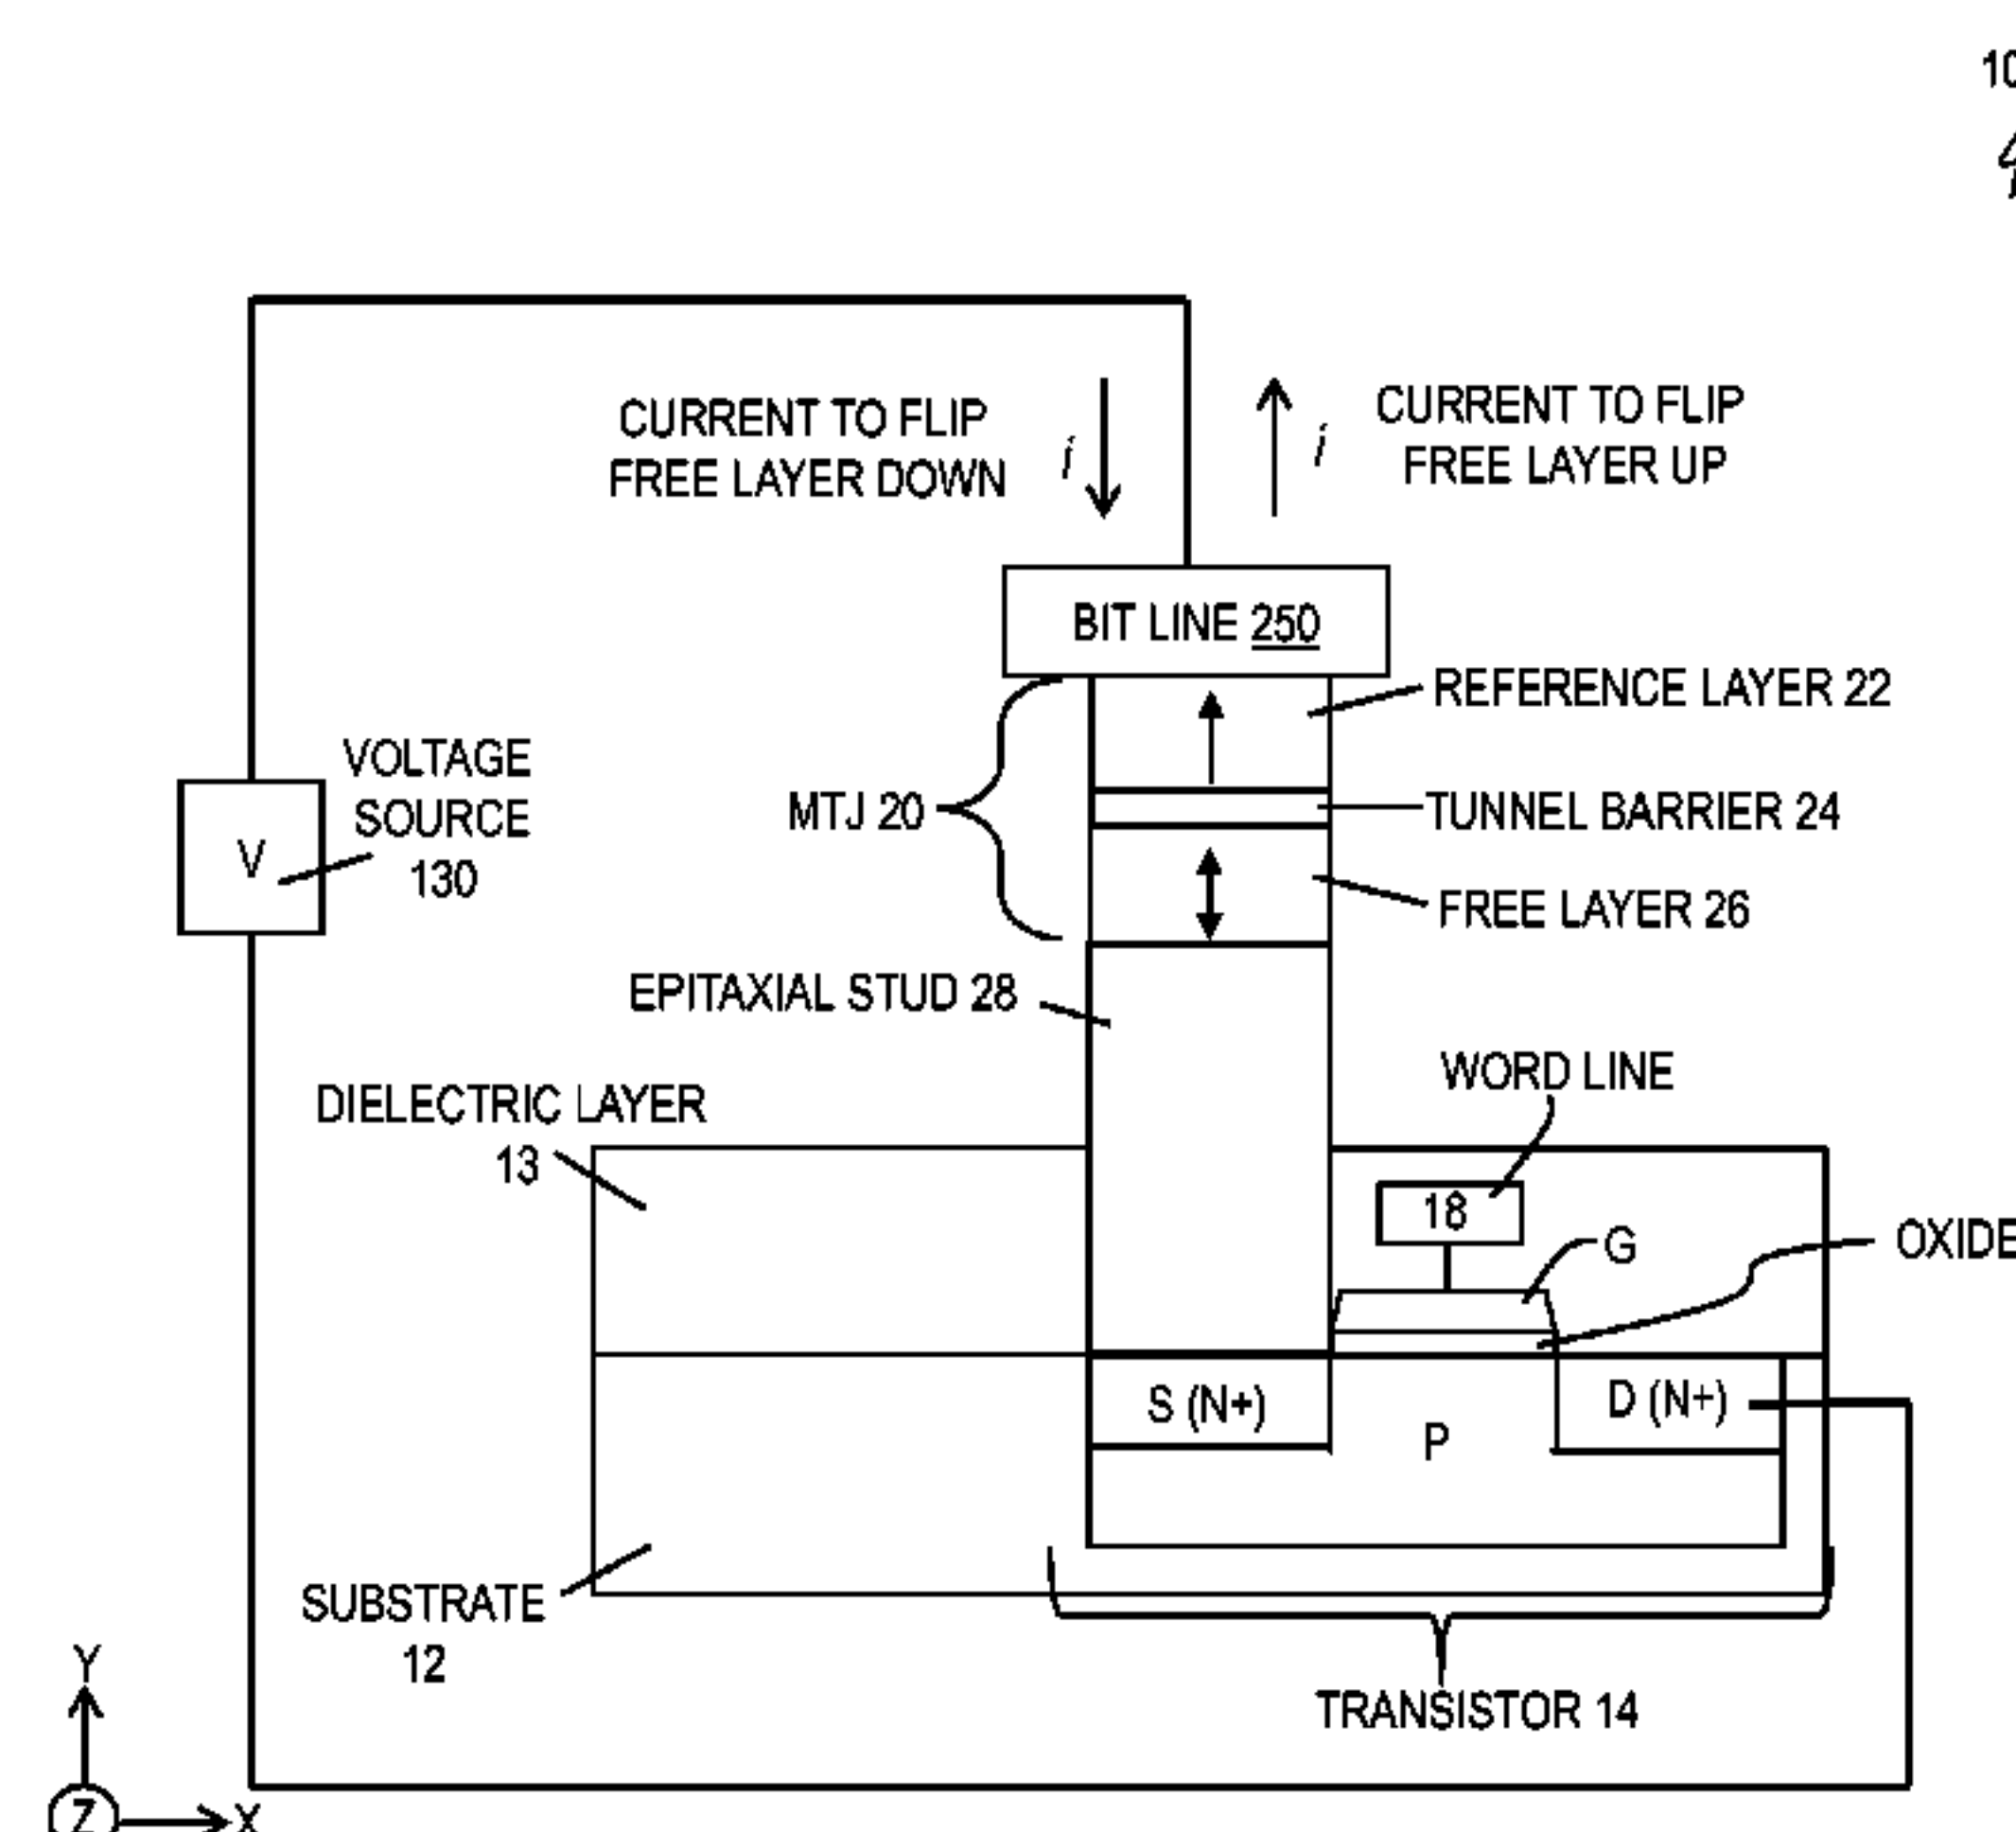 10
CURRENT TO FLIP
FREE LAYER DOWN
i
i
CURRENT TO FLIP
FREE LAYER UP
BIT LINE 250
REFERENCE LAYER 22
VOLTAGE
SOURCE
130
V
MTJ 20
TUNNEL BARRIER 24
FREE LAYER 26
EPITAXIAL STUD 28
WORD LINE
DIELECTRIC LAYER
13
18
G
OXIDE
S (N+)
D (N+)
P
SUBSTRATE
12
TRANSISTOR 14
Y
Z
X